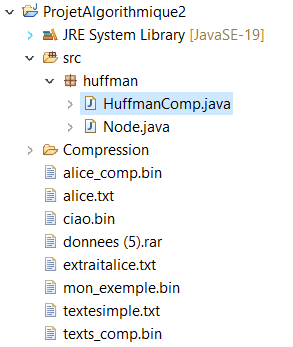 ProjetAlgorithmique2
JRE System Library [JavaSE-19]
src
huffman
HuffmanComp.java
Node.java
Compression
alice_comp.bin
alice.txt
ciao.bin
donnees (5).rar
extraitalice.txt
mon_exemple.bin
textesimple.txt
texts_comp.bin